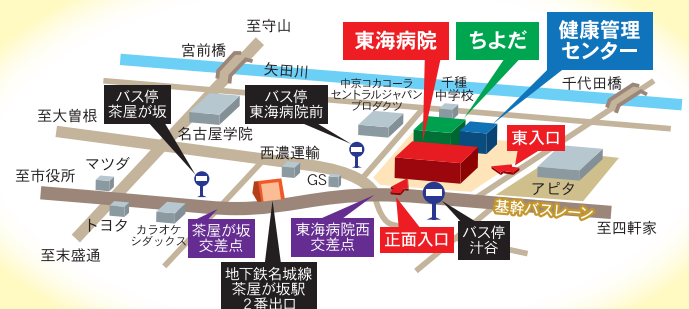 至守山
宮前橋
矢田川
東海病院
ちよだ
健康管理
センター
千代田橋
バス停
茶屋が坂
バス停
東海病院前
中京コカコーラ
セントラルジャパン
プロダクツ
千種
中学校
至大曽根
名古屋学院
西濃運輸
東入口
マツダ
至市役所
GS
アピタ
トヨタ
カラオケ
シダックス
茶屋が坂
交差点
東海病院西
交差点
正面入口
バス停
汁谷
基幹バスレーン
至四軒家
至末盛通
地下鉄名城線
茶屋が坂駅
2番出口